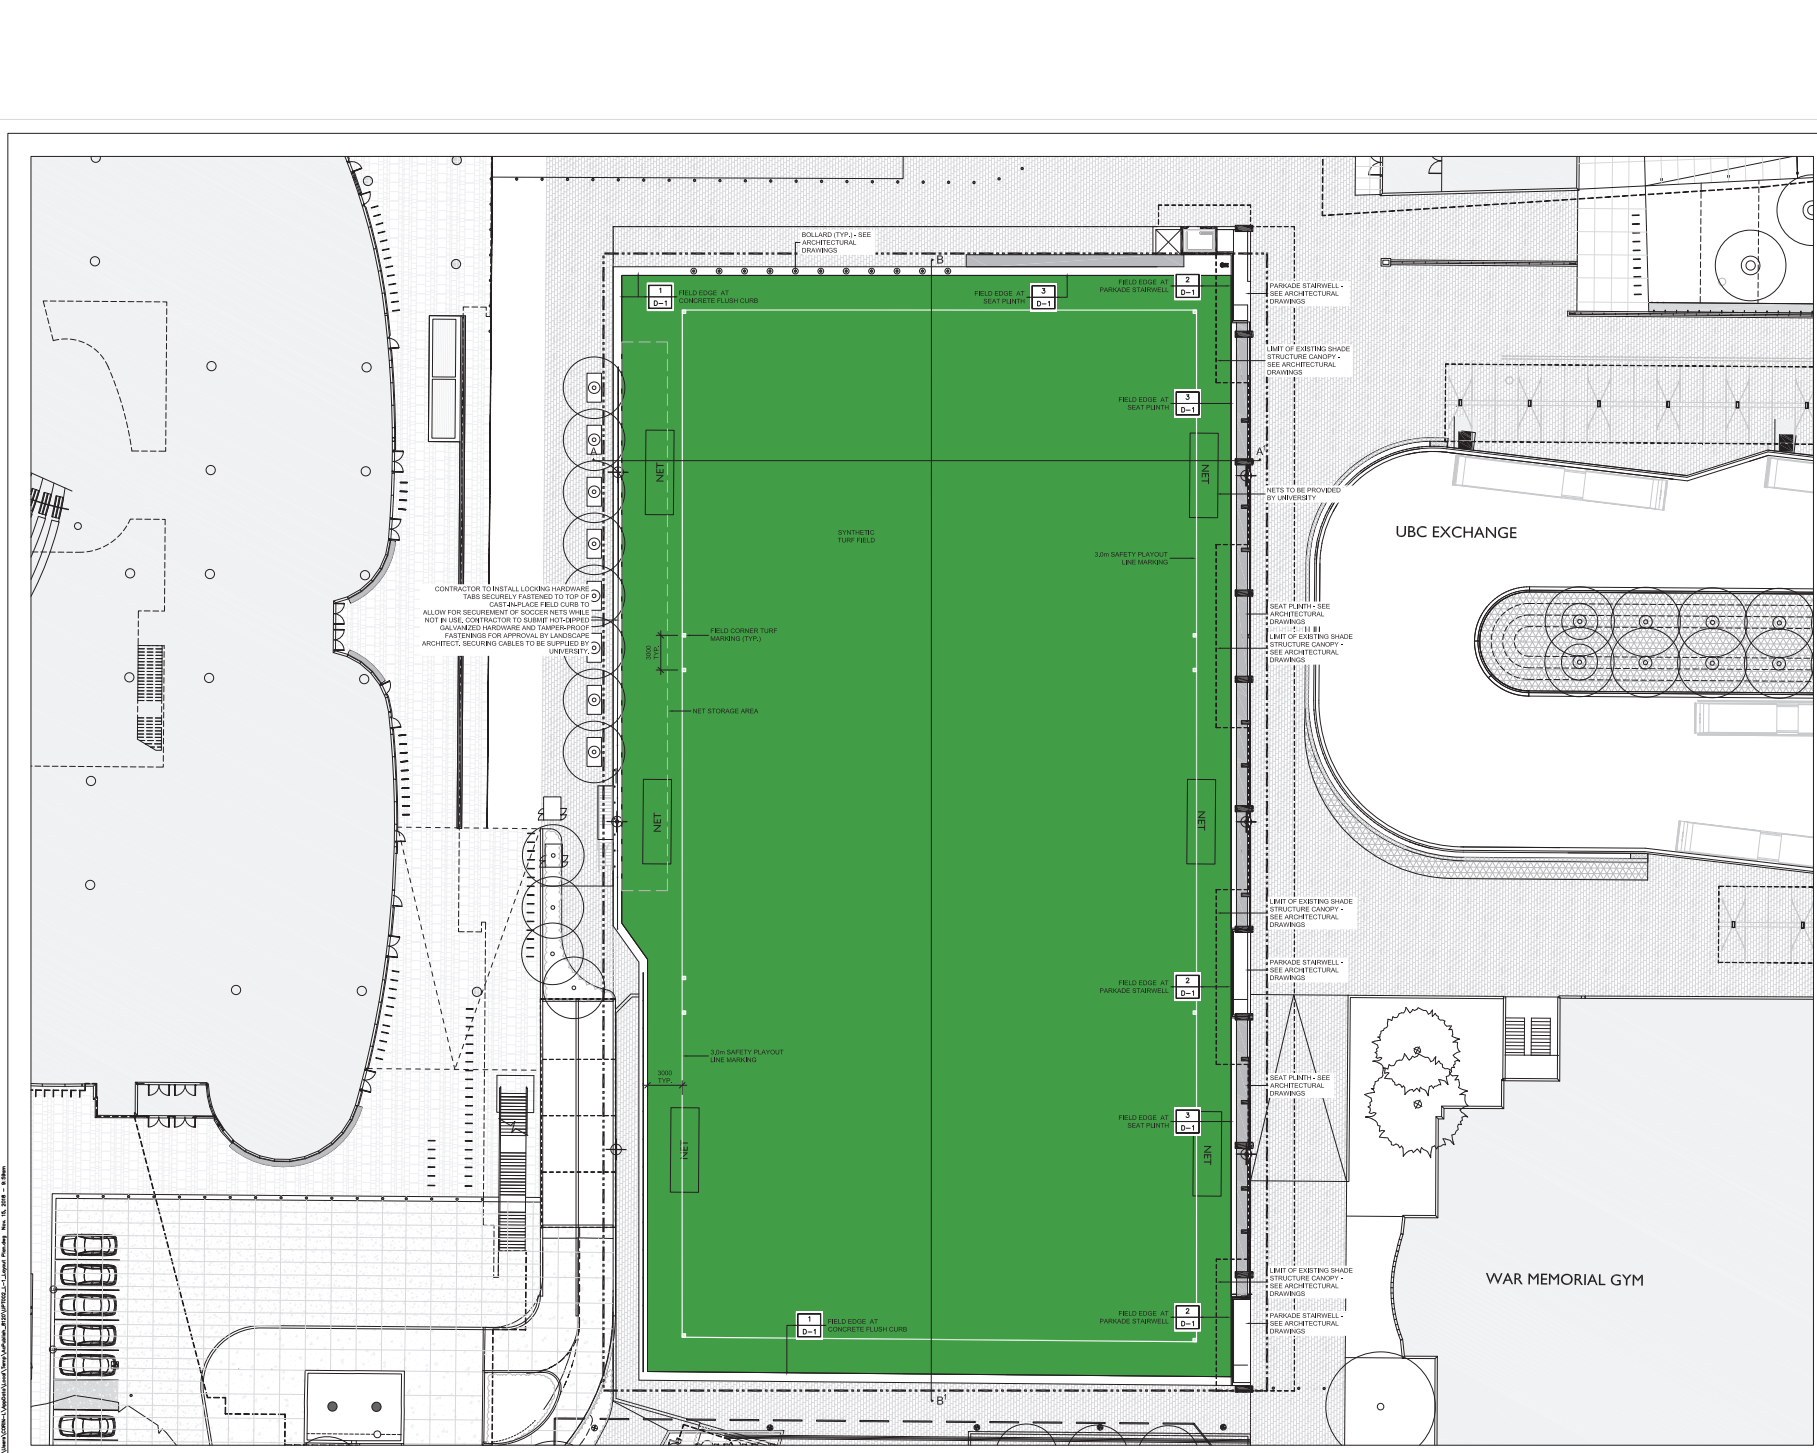 BOLLARD (TYP.) - SEE
ARCHITECTURAL
DRAWINGS
B
1
D-1
FIELD EDGE AT
CONCRETE FLUSH CURB
FIELD EDGE AT
SEAT PLINTH
3
D-1
FIELD EDGE AT
PARKADE STAIRWELL
2
D-1
PARKADE STAIRWELL -
SEE ARCHITECTURAL
DRAWINGS
LIMIT OF EXISTING SHADE
STRUCTURE CANOPY -
SEE ARCHITECTURAL
DRAWINGS
FIELD EDGE AT
SEAT PLINTH
3
D-1
A
A'
NET
NET
NETS TO BE PROVIDED
BY UNIVERSITY
SYNTHETIC
TURF FIELD
UBC EXCHANGE
3.0m SAFETY PLAYOUT
LINE MARKING
CONTRACTOR TO INSTALL LOCKING HARDWARE
TABS SECURELY FASTENED TO TOP OF
CAST-IN-PLACE FIELD CURB TO
ALLOW FOR SECUREMENT OF SOCCER NETS WHILE
NOT IN USE. CONTRACTOR TO SUBMIT HOT-DIPPED
GALVANIZED HARDWARE AND TAMPER-PROOF
FASTENINGS FOR APPROVAL BY LANDSCAPE
ARCHITECT. SECURING CABLES TO BE SUPPLIED BY
UNIVERSITY.
SEAT PLINTH - SEE
ARCHITECTURAL
DRAWINGS
LIMIT OF EXISTING SHADE
STRUCTURE CANOPY -
SEE ARCHITECTURAL
DRAWINGS
FIELD CORNER TURF
MARKING (TYP.)
3000
TYP.
NET STORAGE AREA
NET
NET
LIMIT OF EXISTING SHADE
STRUCTURE CANOPY -
SEE ARCHITECTURAL
DRAWINGS
PARKADE STAIRWELL -
SEE ARCHITECTURAL
DRAWINGS
FIELD EDGE AT
PARKADE STAIRWELL
2
D-1
3.0m SAFETY PLAYOUT
LINE MARKING
3000
TYP.
SEAT PLINTH - SEE
ARCHITECTURAL
DRAWINGS
FIELD EDGE AT
SEAT PLINTH
3
D-1
NET
NET
LIMIT OF EXISTING SHADE
STRUCTURE CANOPY -
SEE ARCHITECTURAL
DRAWINGS
WAR MEMORIAL GYM
1
D-1
FIELD EDGE AT
CONCRETE FLUSH CURB
FIELD EDGE AT
PARKADE STAIRWELL
2
D-1
PARKADE STAIRWELL -
SEE ARCHITECTURAL
DRAWINGS
B'